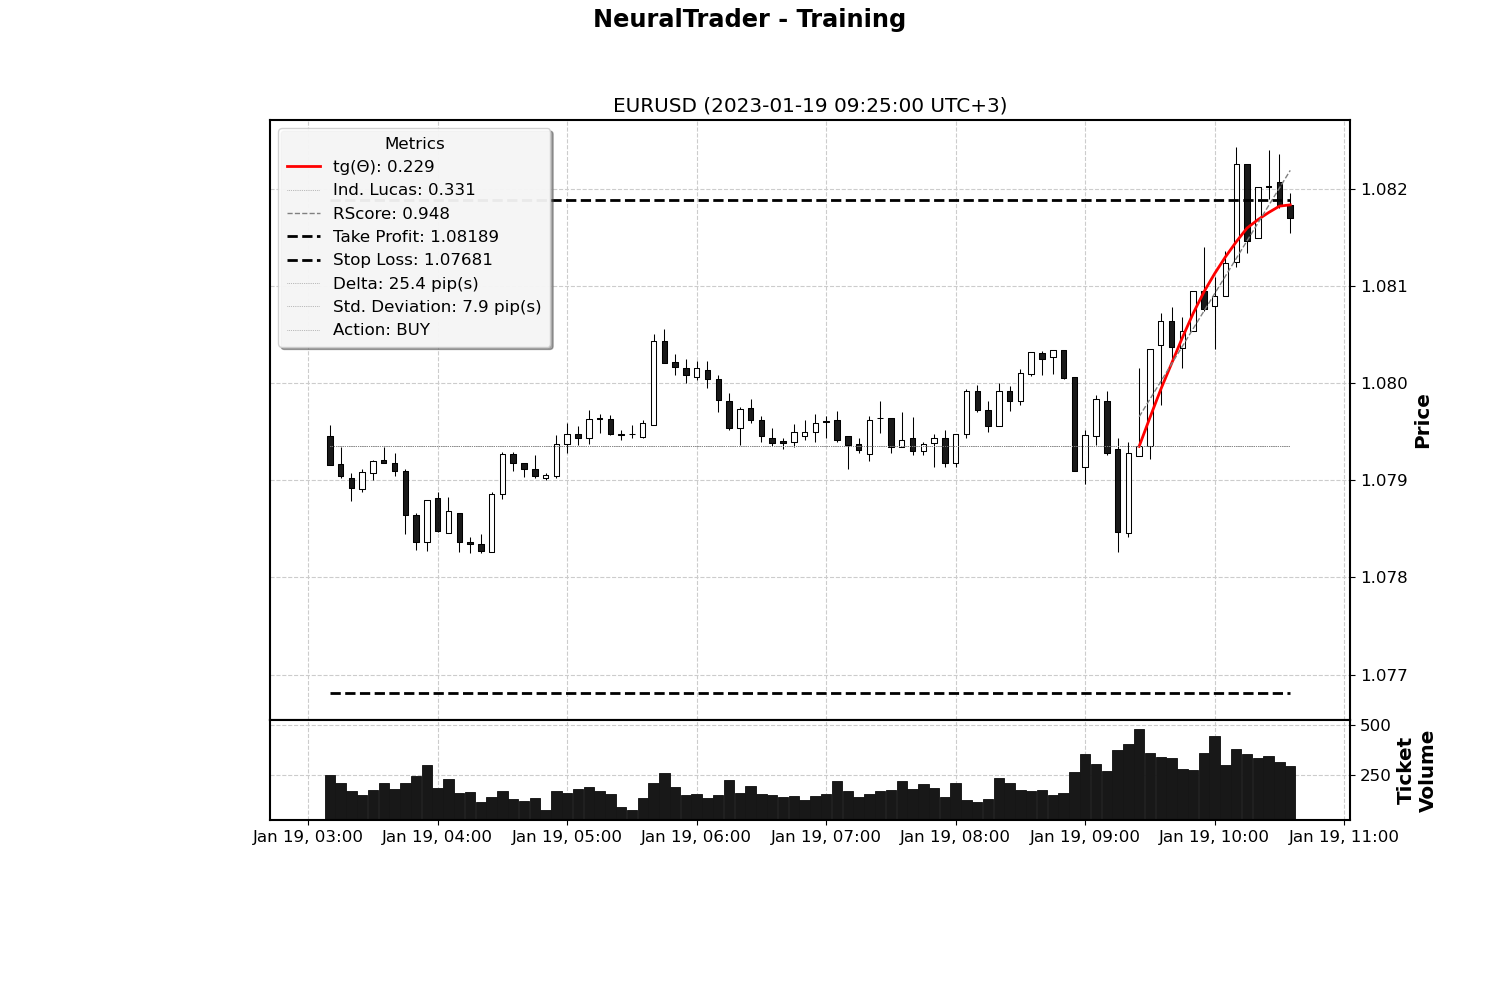 NeuralTrader - Training
EURUSD (2023-01-19 09:25:00 UTC+3)
Metrics
tg(Θ): 0.229
Ind. Lucas: 0.331
RScore: 0.948
Take Profit: 1.08189
Stop Loss: 1.07681
Delta: 25.4 pip(s)
Std. Deviation: 7.9 pip(s)
Action: BUY
1.082
1.081
1.080
1.079
1.078
1.077
Price
500
250
Ticket
Volume
Jan 19, 03:00
Jan 19, 04:00
Jan 19, 05:00
Jan 19, 06:00
Jan 19, 07:00
Jan 19, 08:00
Jan 19, 09:00
Jan 19, 10:00
Jan 19, 11:00